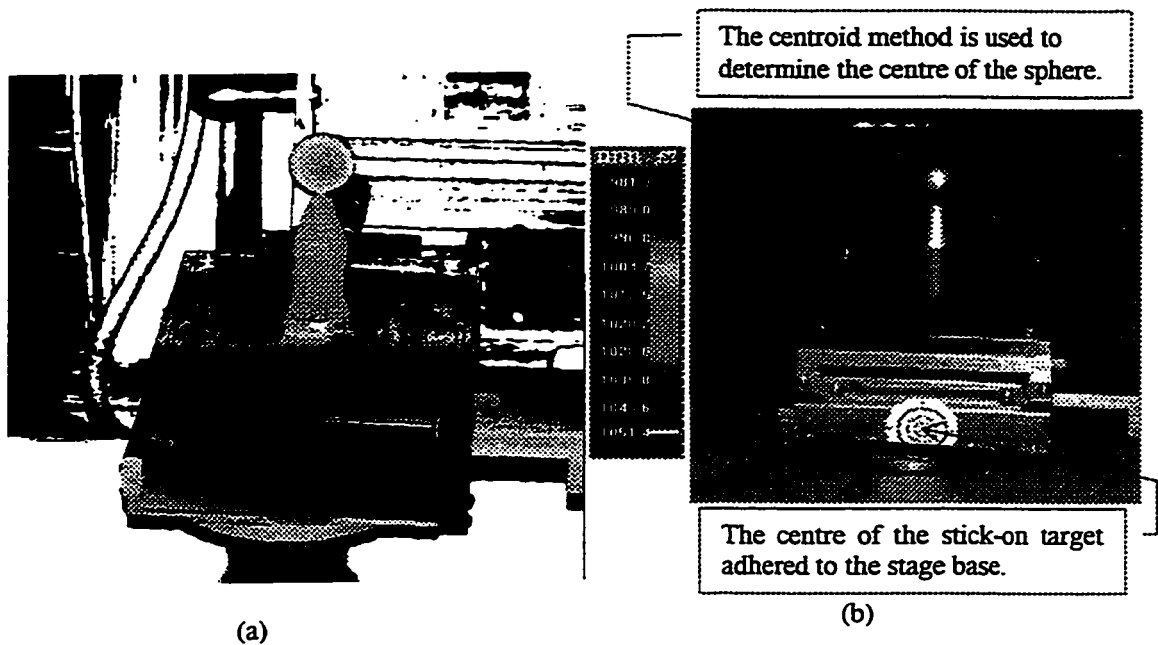 The centroid method is used to
determine the centre of the sphere.
The centre of the stick-on target
adhered to the stage base.
(a)
(b)